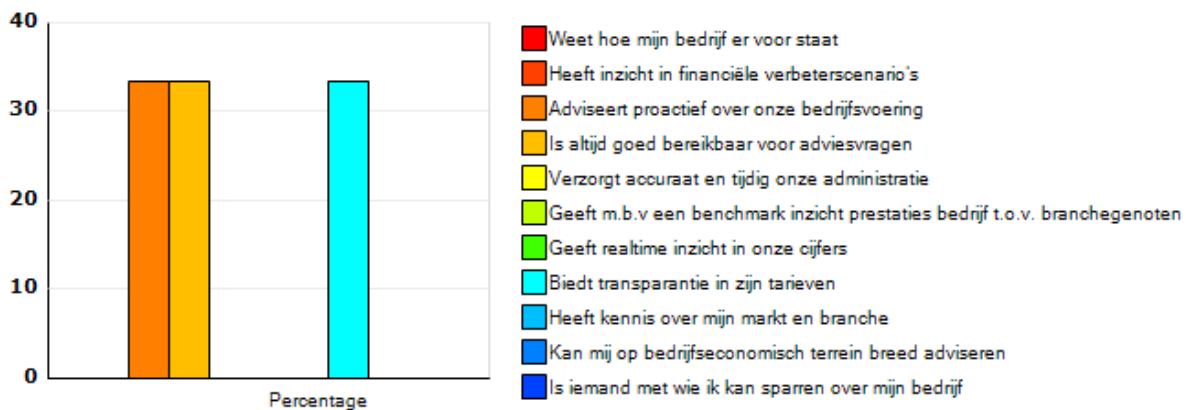 40
30
20
10
0
Percentage
Weet hoe mijn bedrijf er voor staat
Heeft inzicht in financiële verbeterscenario's
Adviseert proactief over onze bedrijfsvoering
Is altijd goed bereikbaar voor adviesvragen
Verzorgt accuraat en tijdig onze administratie
Geeft m.b.v een benchmark inzicht prestaties bedrijf t.o.v. branchegenoten
Geeft realtime inzicht in onze cijfers
Biedt transparantie in zijn tarieven
Heeft kennis over mijn markt en branche
Kan mij op bedrijfseconomisch terrein breed adviseren
Is iemand met wie ik kan sparren over mijn bedrijf